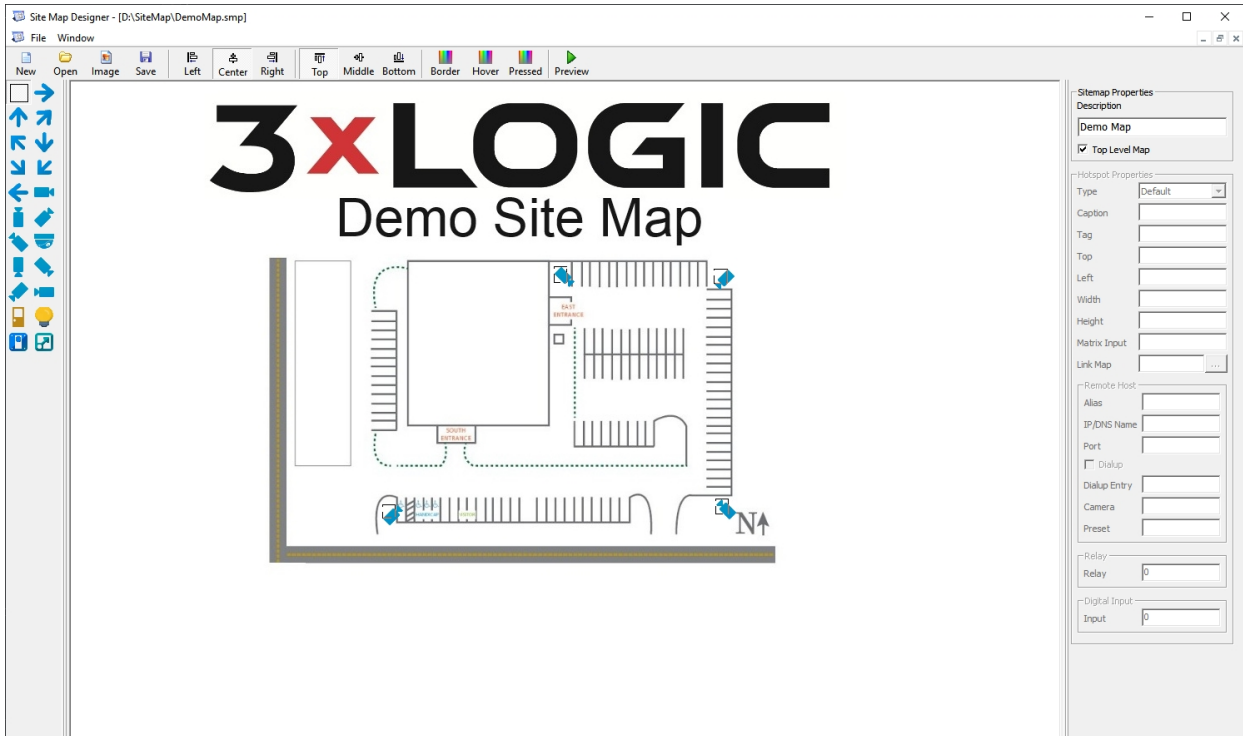 Site Map Designer - [D:\SiteMap\DemoMap.smp]
File Window
New Open Image Save Left Center Right Top Middle Bottom Border Hover Pressed Preview
3xLOGIC
Demo Site Map
EAST
ENTRANCE
SOUTH
ENTRANCE
VISITOR
N
Sitemap Properties
Description
Demo Map
Top Level Map
Hotspot Properties
Type Default
Caption
Tag
Top
Left
Width
Height
Matrix Input
Link Map ...
Remote Host
Alias
IP/DNS Name
Port
Dialup
Dialup Entry
Camera
Preset
Relay
Relay 0
Digital Input
Input 0